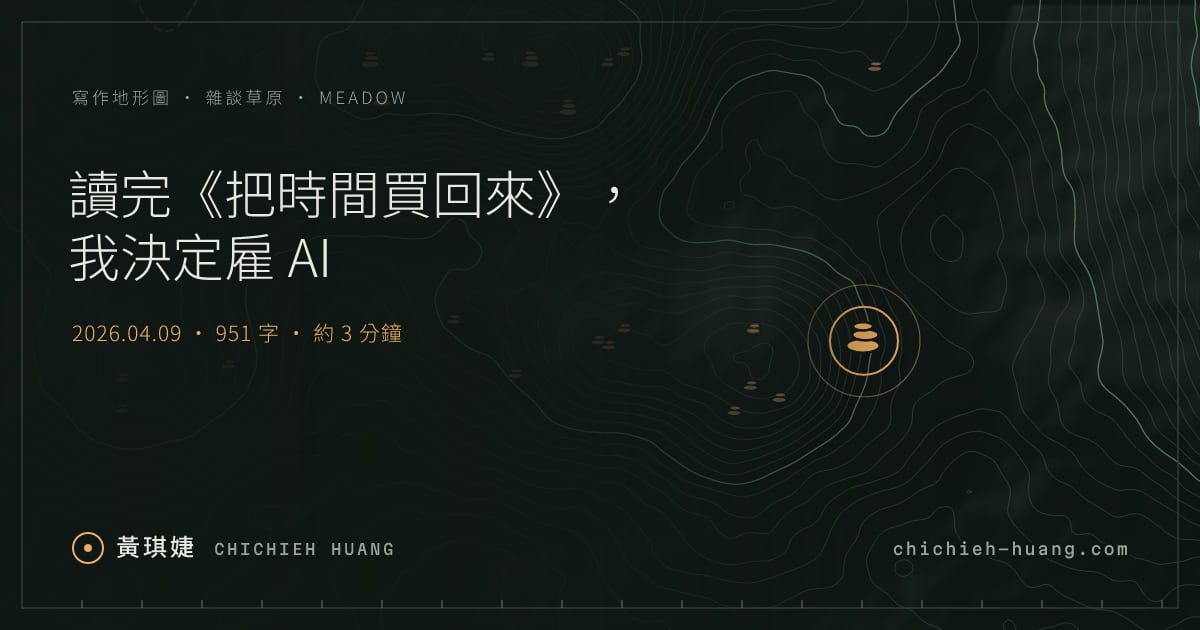 寫作地形圖 · 雜談草原 · MEADOW
讀完《把時間買回來》，
我決定雇 AI
2026.04.09 · 951 字 · 約 3 分鐘
黃琪婕 CHICHIEH HUANG
chichieh-huang.com